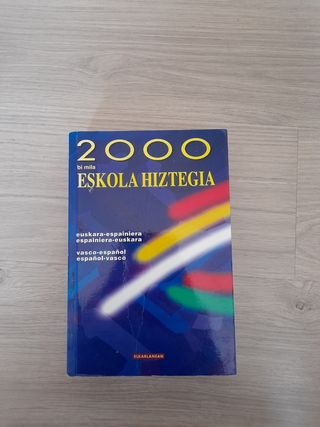 2000
bi mila
ESKOLA HIZTEGIA
euskara-espainiera
espainiera-euskara
vasco-español
español-vasco
ELKARLANEAN